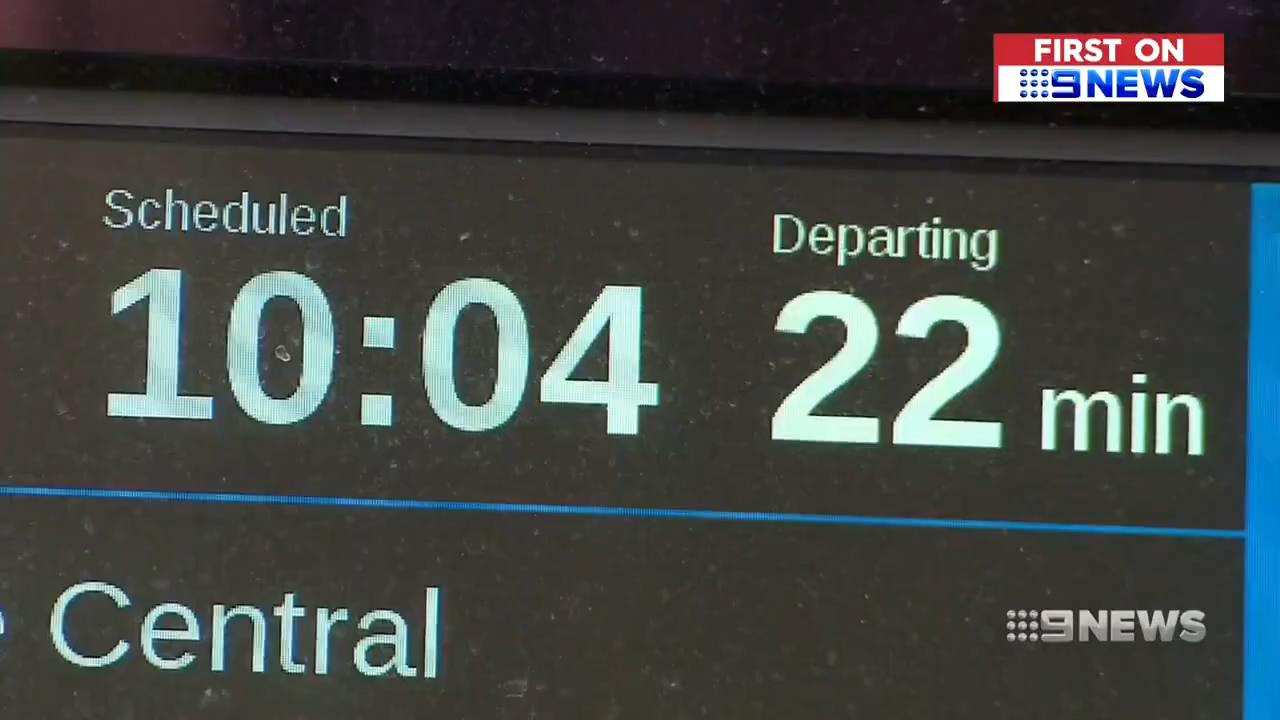 FIRST ON
9NEWS
Scheduled
Departing
10:04
22 min
Central
9NEWS